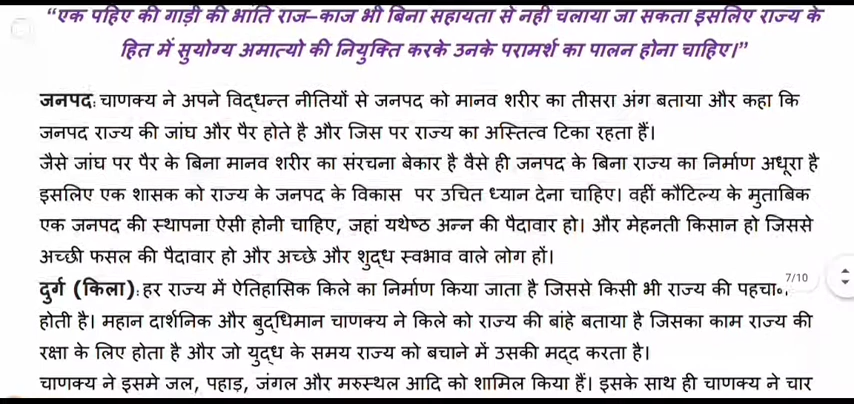 “एक पहिए की गाड़ी की भांति राज–काज भी बिना सहायता से नही चलाया जा सकता इसलिए राज्य के
हित में सुयोग्य अमात्यो की नियुक्ति करके उनके परामर्श का पालन होना चाहिए।”
जनपद: चाणक्य ने अपने विद्धन्त नीतियों से जनपद को मानव शरीर का तीसरा अंग बताया और कहा कि
जनपद राज्य की जांघ और पैर होते है और जिस पर राज्य का अस्तित्व टिका रहता हैं।
जैसे जांघ पर पैर के बिना मानव शरीर का संरचना बेकार है वैसे ही जनपद के बिना राज्य का निर्माण अधूरा है
इसलिए एक शासक को राज्य के जनपद के विकास पर उचित ध्यान देना चाहिए। वहीं कौटिल्य के मुताबिक
एक जनपद की स्थापना ऐसी होनी चाहिए, जहां यथेष्ठ अन्न की पैदावार हो। और मेहनती किसान हो जिससे
अच्छी फसल की पैदावार हो और अच्छे और शुद्ध स्वभाव वाले लोग हों।
दुर्ग (किला): हर राज्य में ऐतिहासिक किले का निर्माण किया जाता है जिससे किसी भी राज्य की
7/10
होती है। महान दार्शनिक और बुद्धिमान चाणक्य ने किले को राज्य की बांहे बताया है जिसका काम राज्य की
रक्षा के लिए होता है और जो युद्ध के समय राज्य को बचाने में उसकी मद्द करता है।
चाणक्य ने इसमे जल, पहाड़, जंगल और मरुस्थल आदि को शामिल किया हैं। इसके साथ ही चाणक्य ने चार